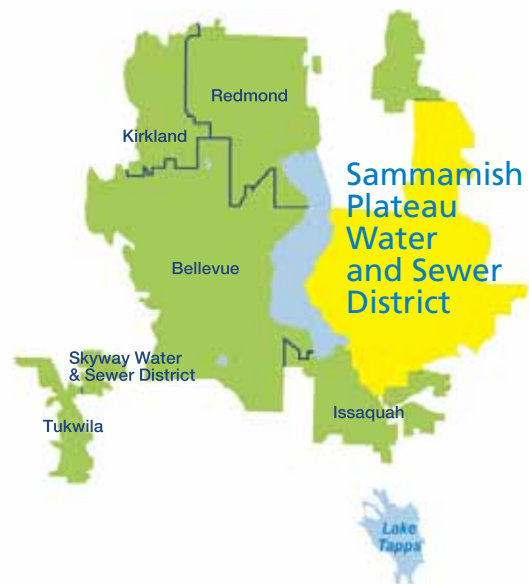 Redmond
Kirkland
Sammamish
Plateau
Water
and Sewer
District
Bellevue
Skyway Water
& Sewer District
Issaquah
Tukwila
Lake
Tapps